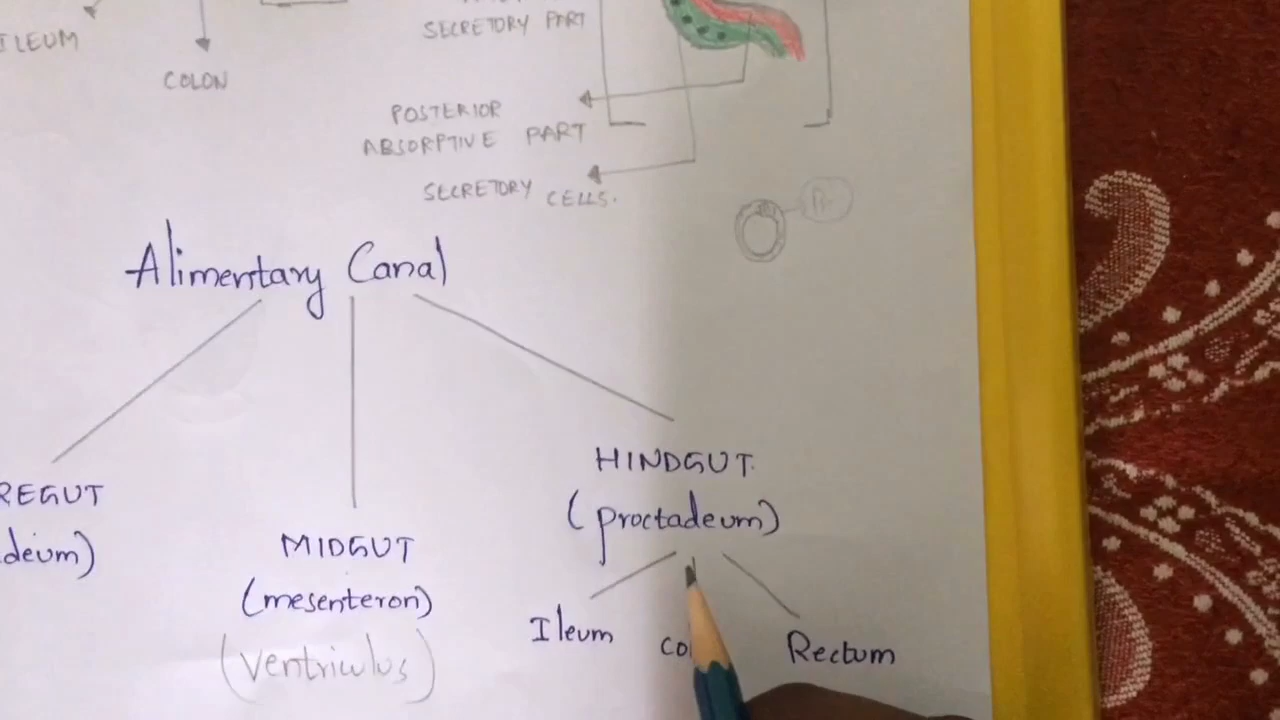 ILEUM
COLON
SECRETORY PART
POSTERIOR
ABSORPTIVE PART
SECRETORY CELLS.
Alimentary Canal
REGUT
deum)
MIDGUT
(mesenteron)
(ventriculus)
HINDGUT
(proctadeum)
Ileum
Co
Rectum